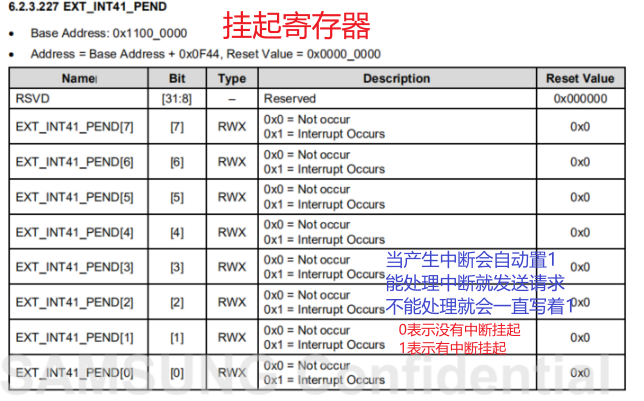 6.2.3.227 EXT_INT41_PEND
挂起寄存器
• Base Address: 0x1100_0000
• Address = Base Address + 0x0F44, Reset Value = 0x0000_0000
Name Bit Type Description Reset Value
RSVD [31:8] – Reserved 0x000000
EXT_INT41_PEND[7] [7] RWX 0x0 = Not occur
0x1 = Interrupt Occurs 0x0
EXT_INT41_PEND[6] [6] RWX 0x0 = Not occur
0x1 = Interrupt Occurs 0x0
EXT_INT41_PEND[5] [5] RWX 0x0 = Not occur
0x1 = Interrupt Occurs 0x0
EXT_INT41_PEND[4] [4] RWX 0x0 = Not occur
0x1 = Interrupt Occurs 0x0
EXT_INT41_PEND[3] [3] RWX 0x0 = Not occur
0x1 = Interrupt Occurs 0x0
当产生中断会自动置1
能处理中断就发送请求
不能处理就会一直写着1
EXT_INT41_PEND[2] [2] RWX 0x0 = Not occur
0x1 = Interrupt Occurs 0x0
EXT_INT41_PEND[1] [1] RWX 0x0 = Not occur
0x1 = Interrupt Occurs 0x0
0表示没有中断挂起
1表示有中断挂起
EXT_INT41_PEND[0] [0] RWX 0x0 = Not occur
0x1 = Interrupt Occurs 0x0
SAMSUNG Confidential